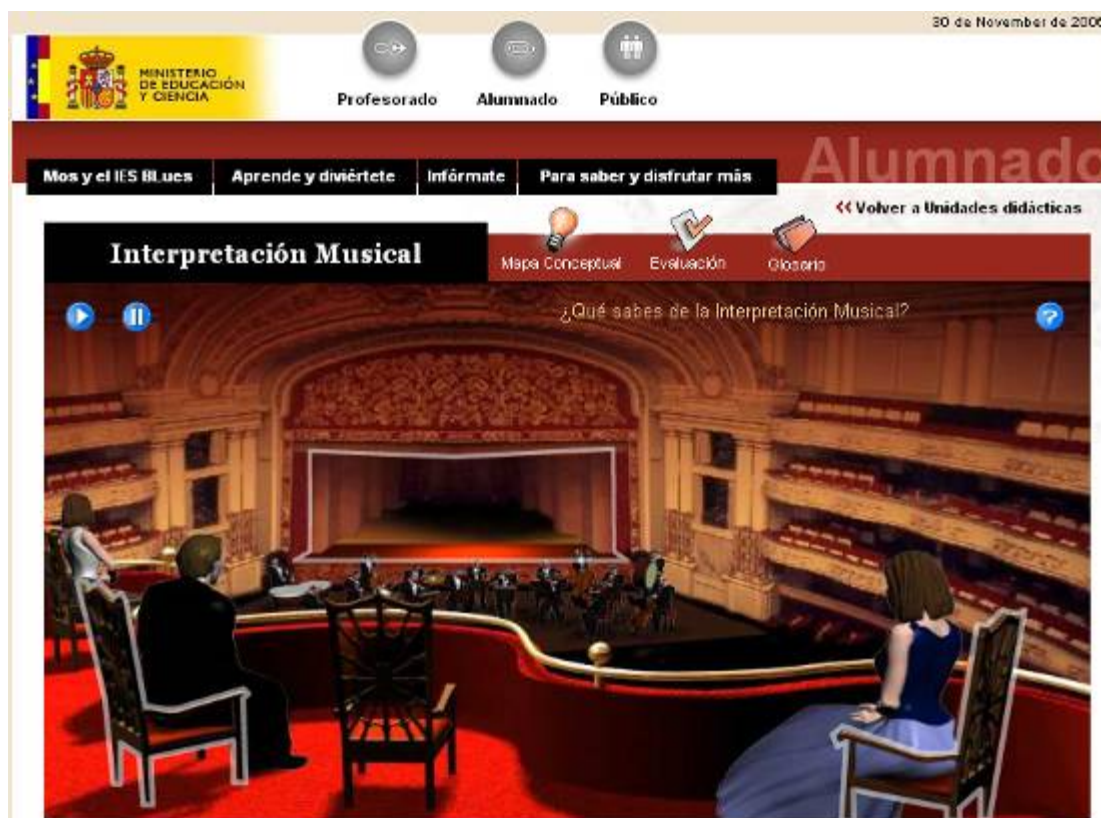 30 de November de 2006
MINISTERIO
DE EDUCACIÓN
Y CIENCIA
Profesorado
Alumnado
Público
Alumnado
Mos y el IES BLues
Aprende y diviértete
Infórmate
Para saber y disfrutar más
<< Volver a Unidades didácticas
Interpretación Musical
Mapa Conceptual
Evaluación
Glosario
¿Qué sabes de la Interpretación Musical?
?